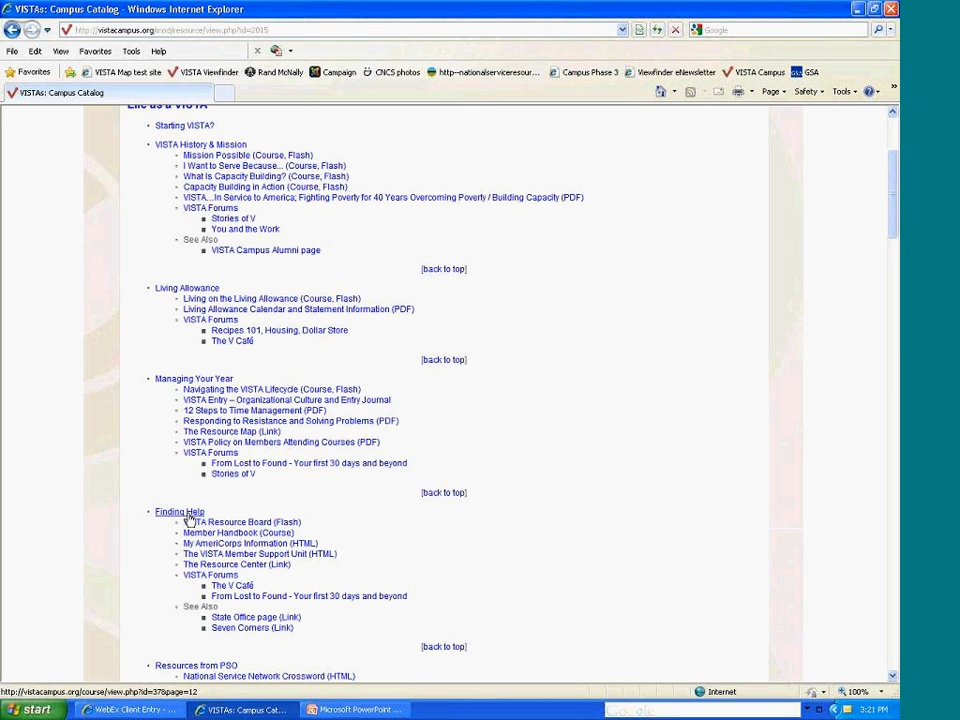 VISTAs: Campus Catalog - Windows Internet Explorer
http://vistacampus.org/mod/resource/view.php?id=2015
Google
File Edit View Favorites Tools Help
Favorites VISTA Map test site VISTA Viewfinder Rand McNally Campaign CNCS photos http--nationalserviceresour... Campus Phase 3 Viewfinder eNewsletter VISTA Campus GSA
VISTAs: Campus Catalog
Page Safety Tools
Life as a VISTA
Starting VISTA?
VISTA History & Mission
Mission Possible (Course, Flash)
I Want to Serve Because... (Course, Flash)
What Is Capacity Building? (Course, Flash)
Capacity Building in Action (Course, Flash)
VISTA...In Service to America; Fighting Poverty for 40 Years Overcoming Poverty / Building Capacity (PDF)
VISTA Forums
Stories of V
You and the Work
See Also
VISTA Campus Alumni page
[back to top]
Living Allowance
Living on the Living Allowance (Course, Flash)
Living Allowance Calendar and Statement Information (PDF)
VISTA Forums
Recipes 101, Housing, Dollar Store
The V Café
[back to top]
Managing Your Year
Navigating the VISTA Lifecycle (Course, Flash)
VISTA Entry – Organizational Culture and Entry Journal
12 Steps to Time Management (PDF)
Responding to Resistance and Solving Problems (PDF)
The Resource Map (Link)
VISTA Policy on Members Attending Courses (PDF)
VISTA Forums
From Lost to Found - Your first 30 days and beyond
Stories of V
[back to top]
Finding Help
VISTA Resource Board (Flash)
Member Handbook (Course)
My AmeriCorps Information (HTML)
The VISTA Member Support Unit (HTML)
The Resource Center (Link)
VISTA Forums
The V Café
From Lost to Found - Your first 30 days and beyond
See Also
State Office page (Link)
Seven Corners (Link)
[back to top]
Resources from PSO
National Service Network Crossword (HTML)
http://vistacampus.org/course/view.php?id=37&page=12
Internet
100%
start
WebEx Client Entry - ...
VISTAs: Campus Cat...
Microsoft PowerPoint ...
Google
3:21 PM